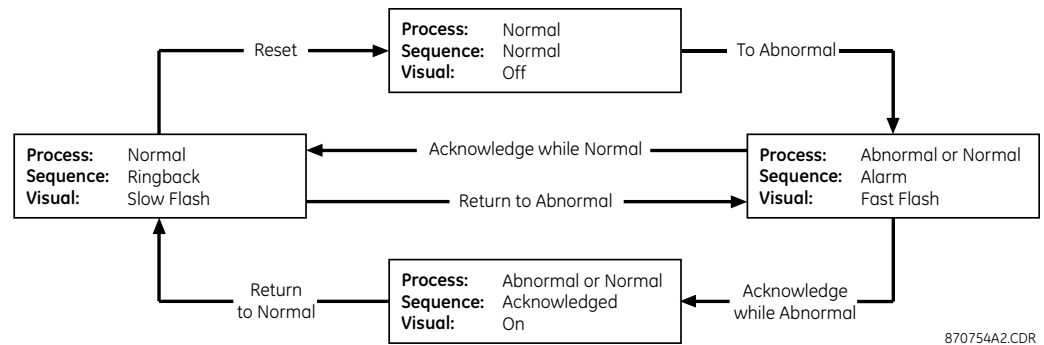 Process: Normal
Sequence: Normal
Visual: Off
Reset
To Abnormal
Process: Normal
Sequence: Ringback
Visual: Slow Flash
Acknowledge while Normal
Return to Abnormal
Process: Abnormal or Normal
Sequence: Alarm
Visual: Fast Flash
Return
to Normal
Process: Abnormal or Normal
Sequence: Acknowledged
Visual: On
Acknowledge
while Abnormal
870754A2.CDR